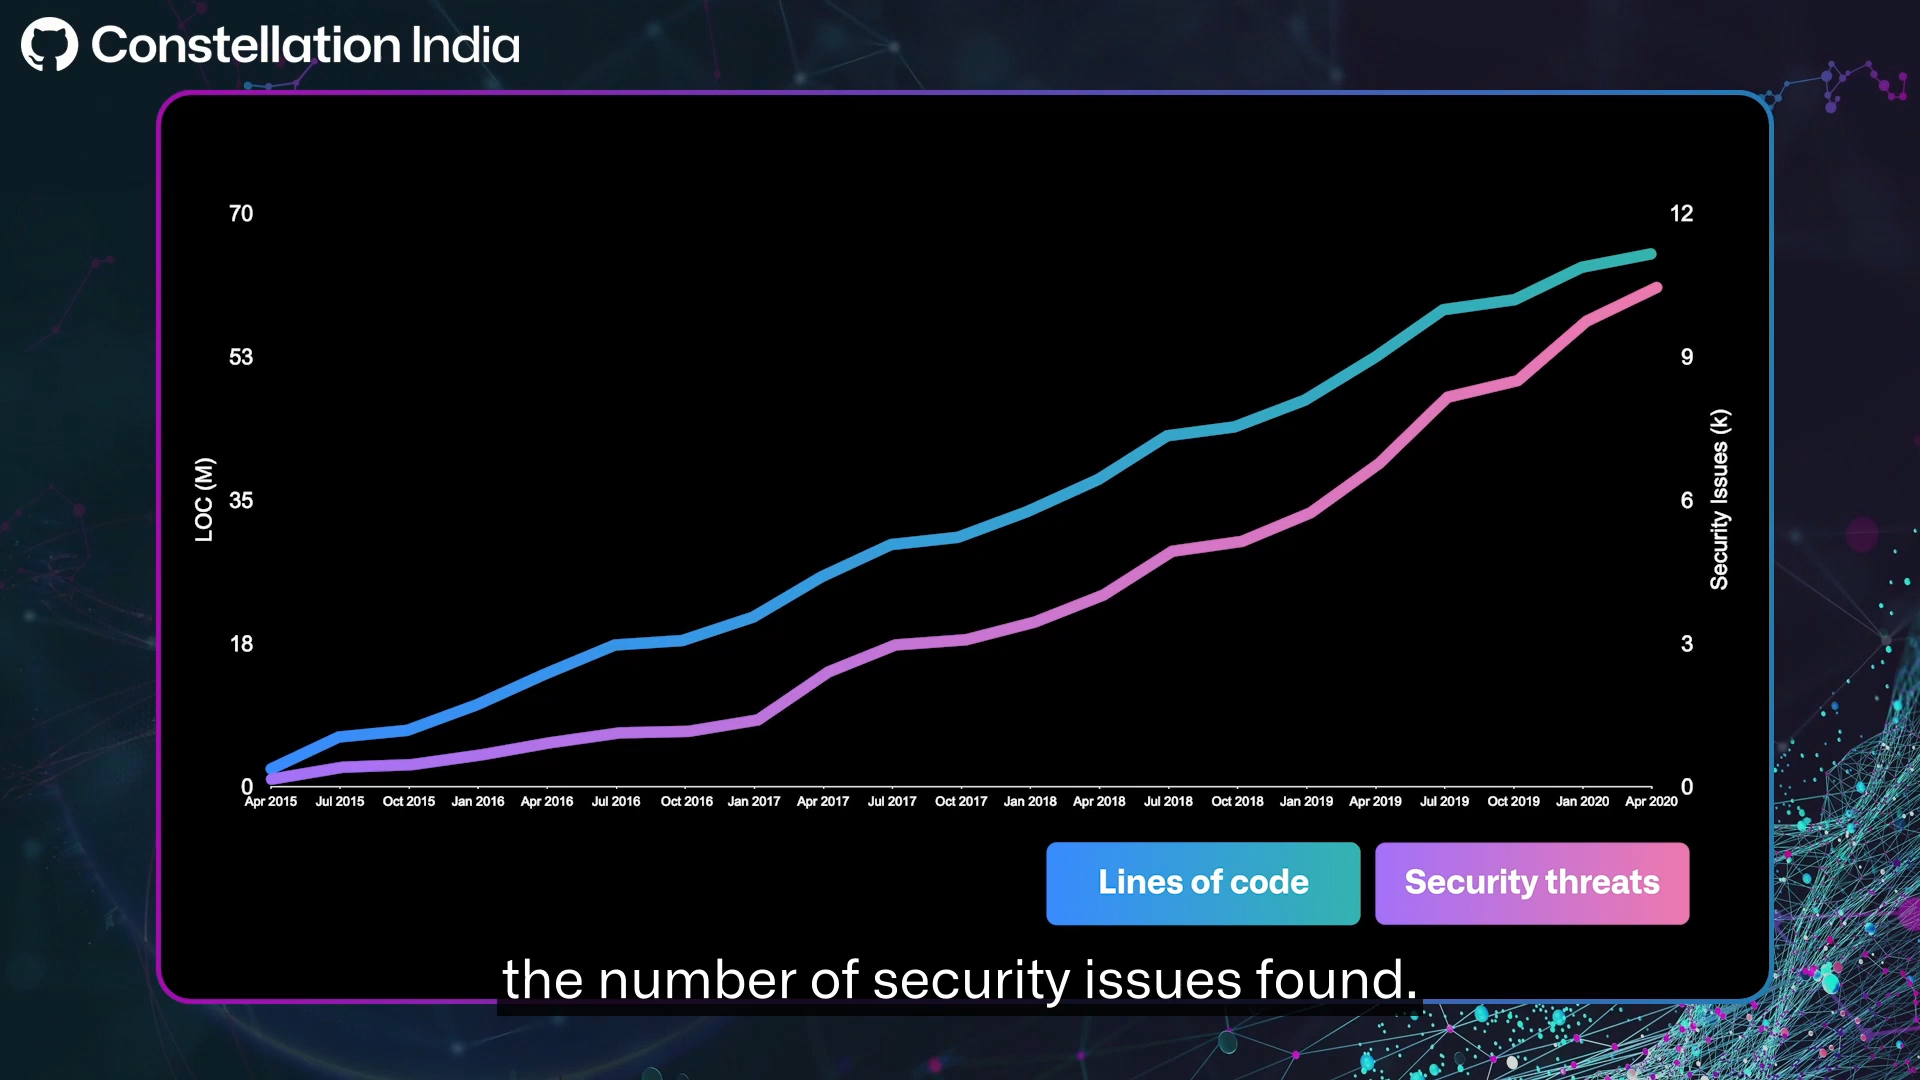 Constellation India
70
12
53
9
LOC (M)
35
6
Security Issues (k)
18
3
0
0
Apr 2015 Jul 2015 Oct 2015 Jan 2016 Apr 2016 Jul 2016 Oct 2016 Jan 2017 Apr 2017 Jul 2017 Oct 2017 Jan 2018 Apr 2018 Jul 2018 Oct 2018 Jan 2019 Apr 2019 Jul 2019 Oct 2019 Jan 2020 Apr 2020
Lines of code
Security threats
the number of security issues found.